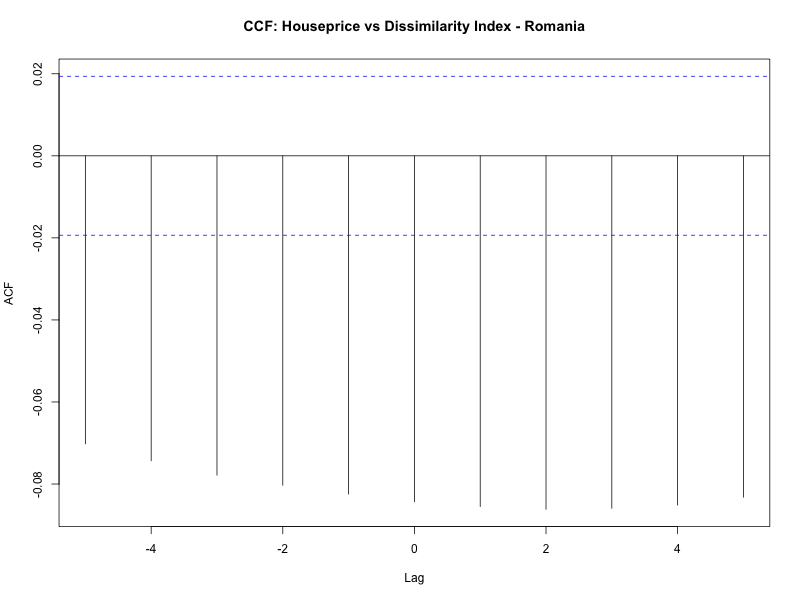 CCF: Houseprice vs Dissimilarity Index - Romania
ACF
0.02
0.00
-0.02
-0.04
-0.06
-0.08
-4 -2 0 2 4
Lag